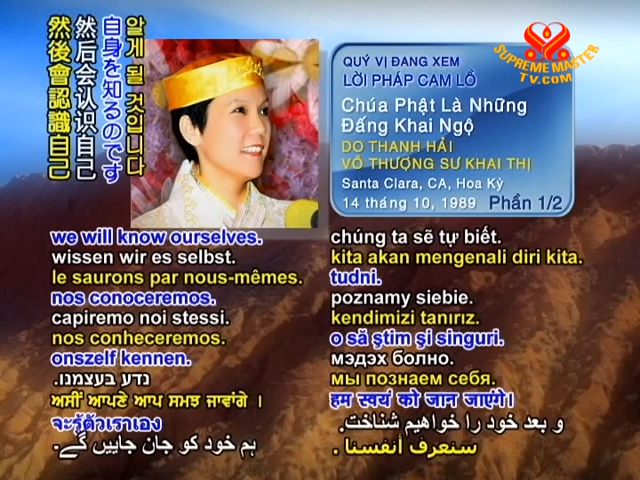 알게 될 것입니다
自身を知るのです
然后会认识自己
然後會認識自己
QUÝ VỊ ĐANG XEM
LỜI PHÁP CAM LỒ
Chúa Phật Là Những
Đấng Khai Ngộ
DO THANH HẢI
VÔ THƯỢNG SƯ KHAI THỊ
Santa Clara, CA, Hoa Kỳ
14 tháng 10, 1989 Phần 1/2
SUPREME MASTER
TV.COM
we will know ourselves.
wissen wir es selbst.
le saurons par nous-mêmes.
nos conoceremos.
capiremo noi stessi.
nos conheceremos.
onszelf kennen.
נדע בעצמנו.
ਅਸੀਂ ਆਪਣੇ ਆਪ ਸਮਝ ਜਾਵਾਂਗੇ ।
จะรู้ตัวเราเอง
ہم خود کو جان جاییں گے.
chúng ta sẽ tự biết.
kita akan mengenali diri kita.
tudni.
poznamy siebie.
kendimizi tanırız.
o să ştim şi singuri.
мэдэх болно.
мы познаем себя.
हम स्वयं को जान जाएंगे।
و بعد خود را خواهیم شناخت.
سنعرف أنفسنا .